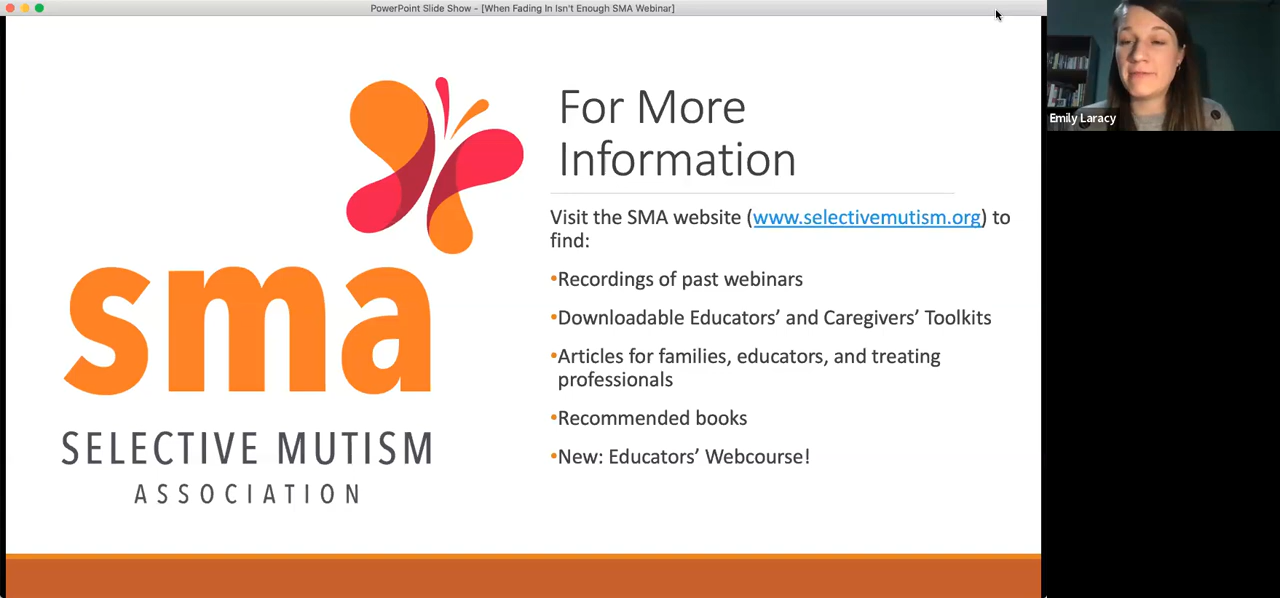 PowerPoint Slide Show - [When Fading In Isn't Enough SMA Webinar]
Emily Laracy
For More
Information
Visit the SMA website (www.selectivemutism.org) to
find:
•Recordings of past webinars
•Downloadable Educators’ and Caregivers’ Toolkits
•Articles for families, educators, and treating
professionals
•Recommended books
•New: Educators’ Webcourse!
sma
SELECTIVE MUTISM
ASSOCIATION